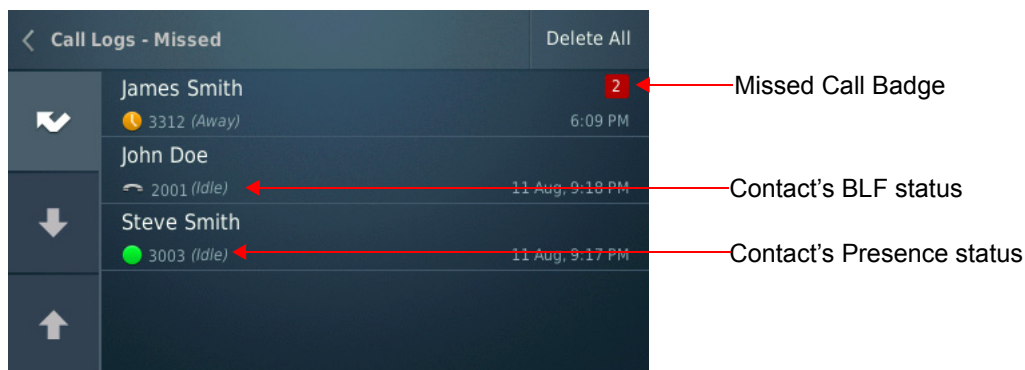 Call Logs - Missed Delete All
James Smith 2 Missed Call Badge
3312 (Away) 6:09 PM
John Doe
2001 (Idle) 11 Aug, 9:18 PM Contact's BLF status
Steve Smith
3003 (Idle) 11 Aug, 9:17 PM Contact's Presence status